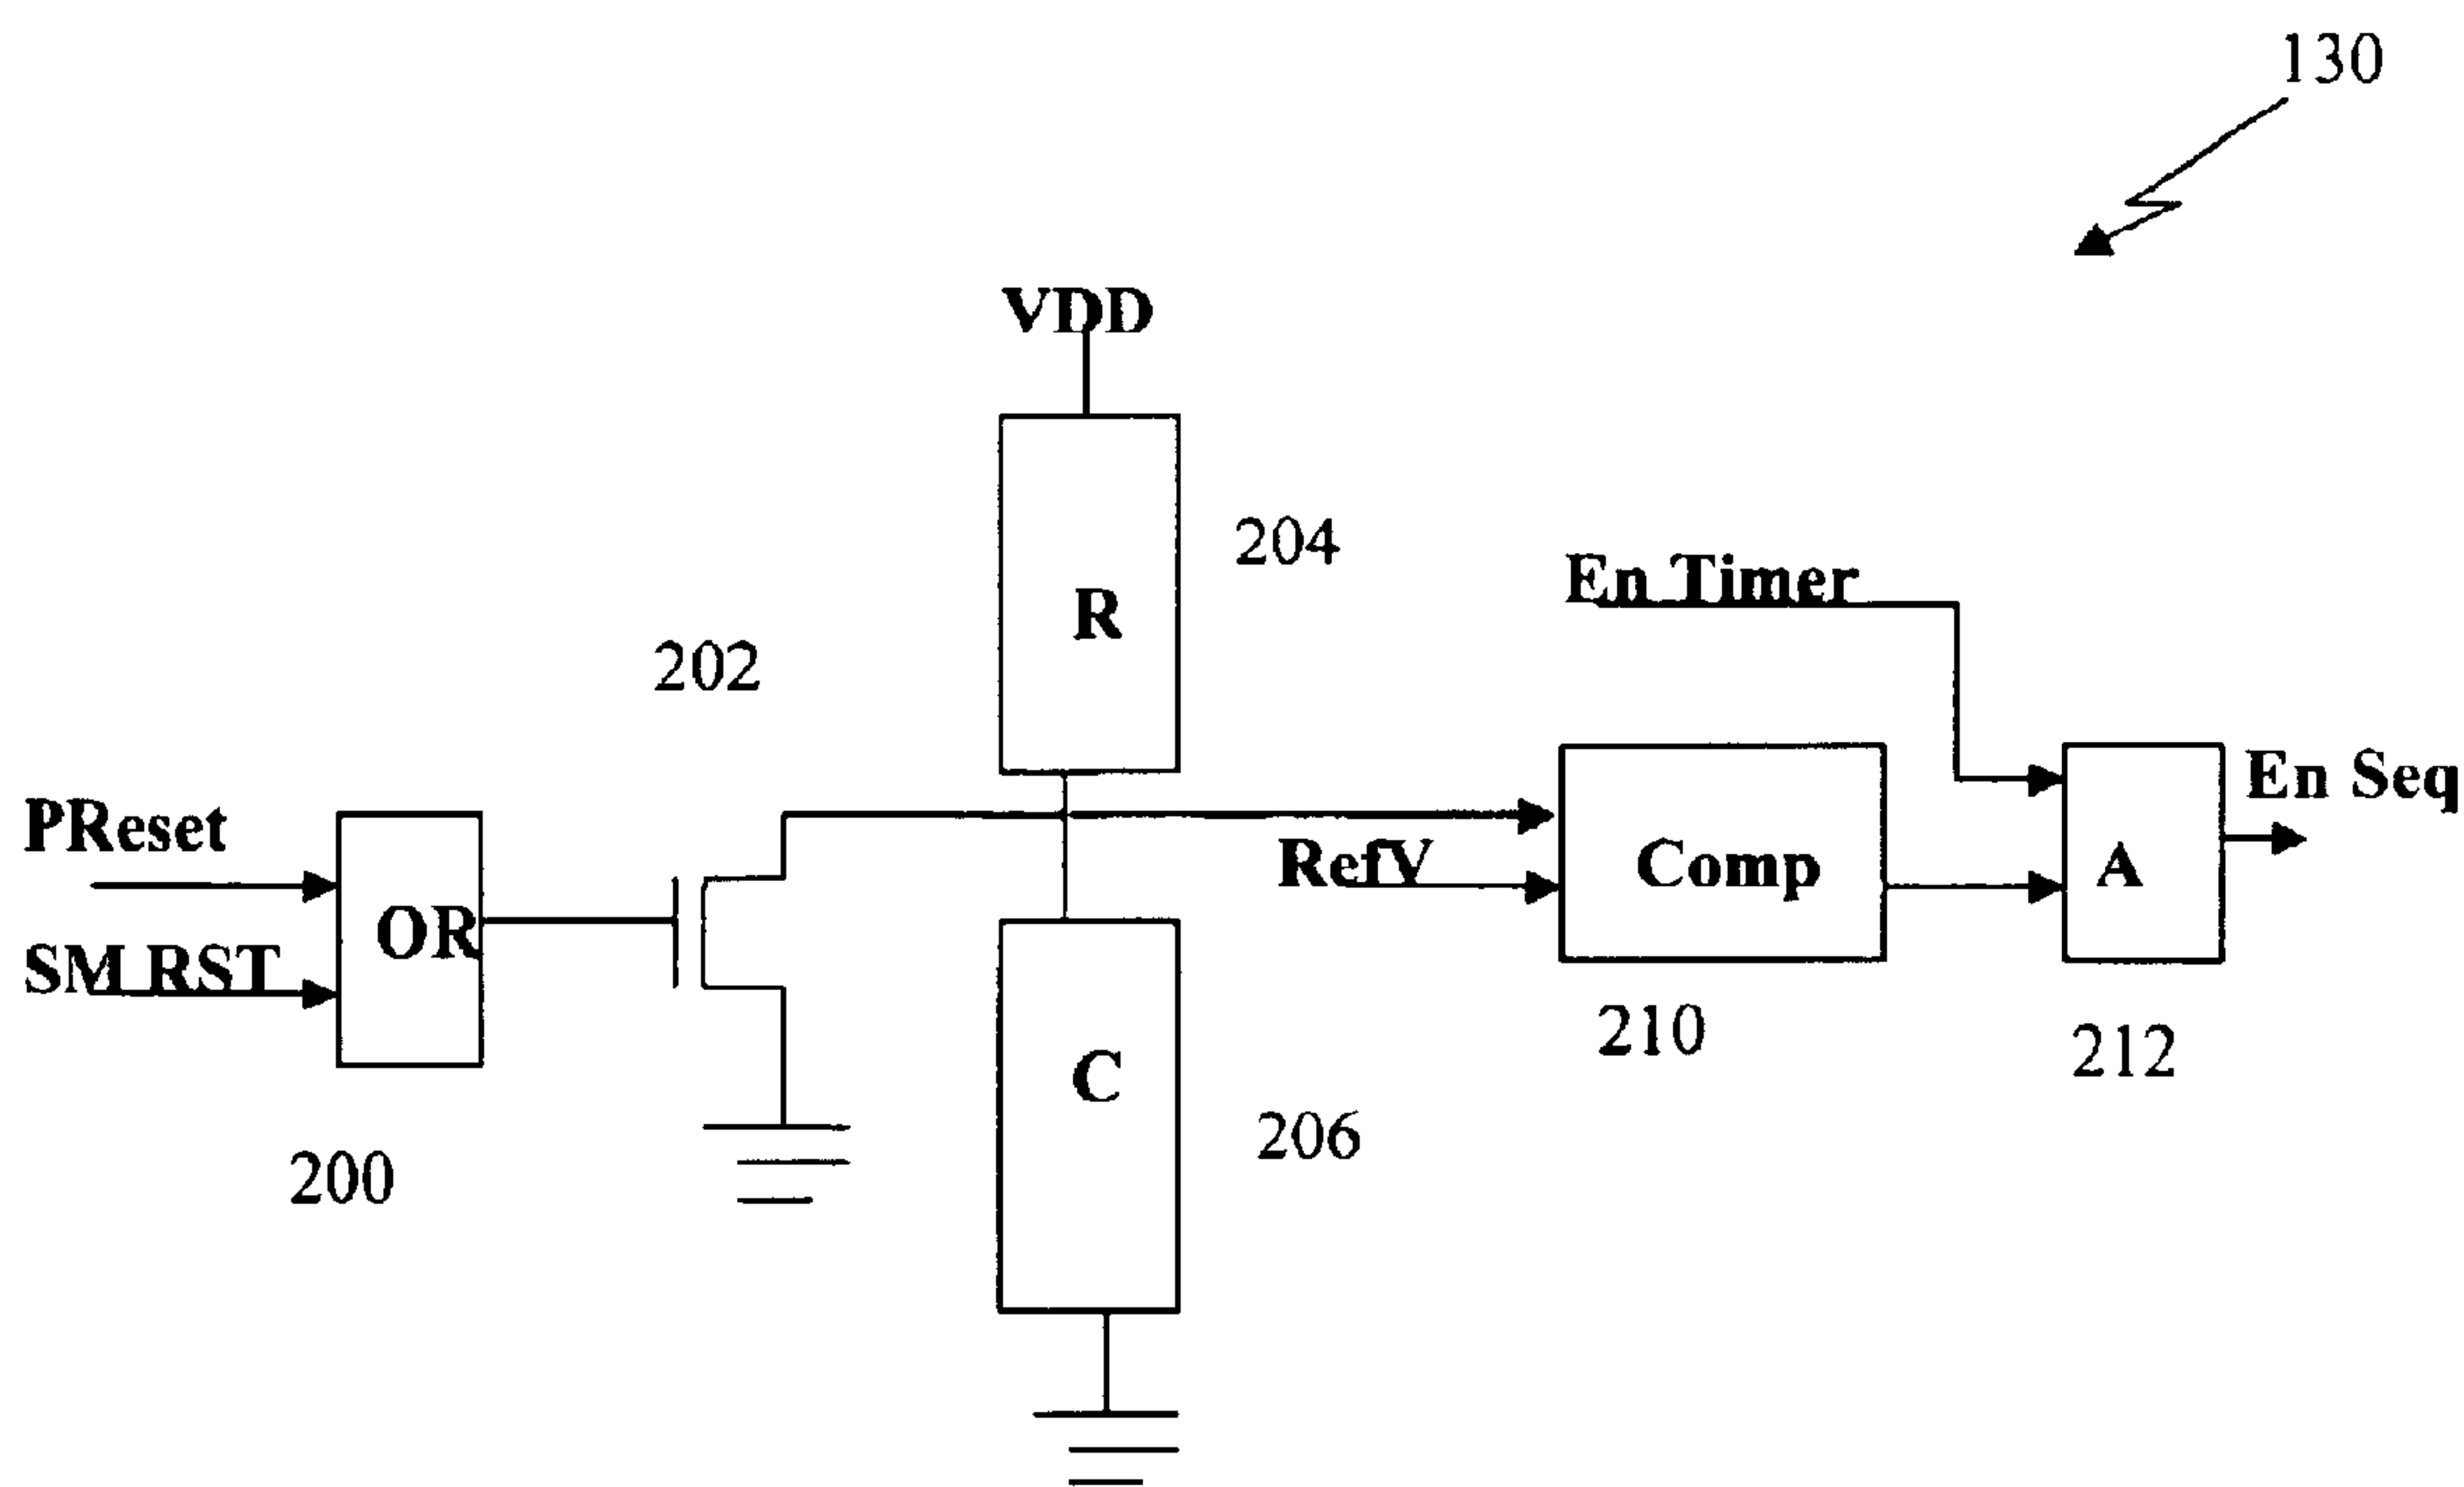 130
VDD
204
R
En Timer
202
PReset
En Seq
RefV
Comp
A
OR
SM RST
210
212
C
206
200